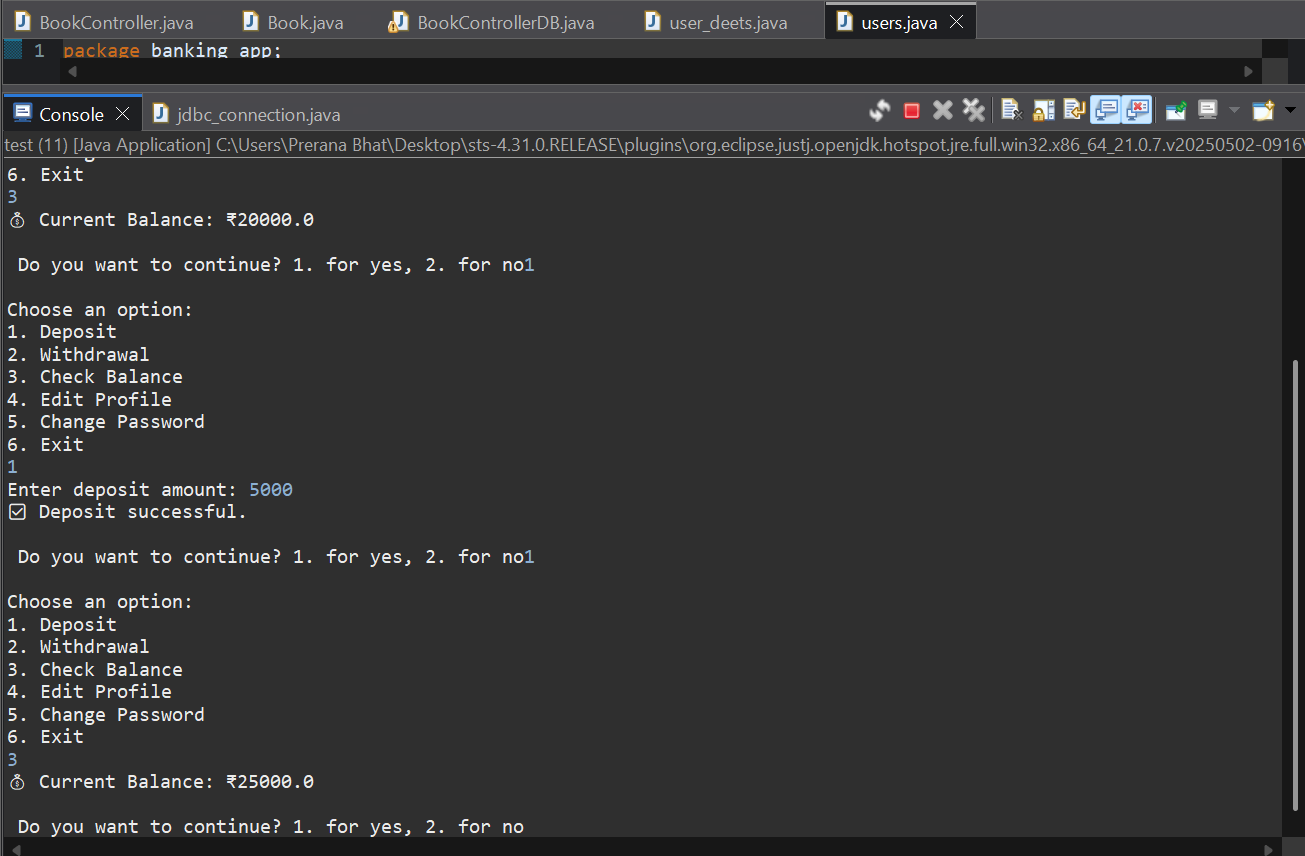 BookController.java Book.java BookControllerDB.java user_deets.java users.java
1 package banking_app;
Console jdbc_connection.java
test (11) [Java Application] C:\Users\Prerana Bhat\Desktop\sts-4.31.0.RELEASE\plugins\org.eclipse.justj.openjdk.hotspot.jre.full.win32.x86_64_21.0.7.v20250502-0916\
6. Exit
3
💰 Current Balance: ₹20000.0
Do you want to continue? 1. for yes, 2. for no1
Choose an option:
1. Deposit
2. Withdrawal
3. Check Balance
4. Edit Profile
5. Change Password
6. Exit
1
Enter deposit amount: 5000
☑ Deposit successful.
Do you want to continue? 1. for yes, 2. for no1
Choose an option:
1. Deposit
2. Withdrawal
3. Check Balance
4. Edit Profile
5. Change Password
6. Exit
3
💰 Current Balance: ₹25000.0
Do you want to continue? 1. for yes, 2. for no